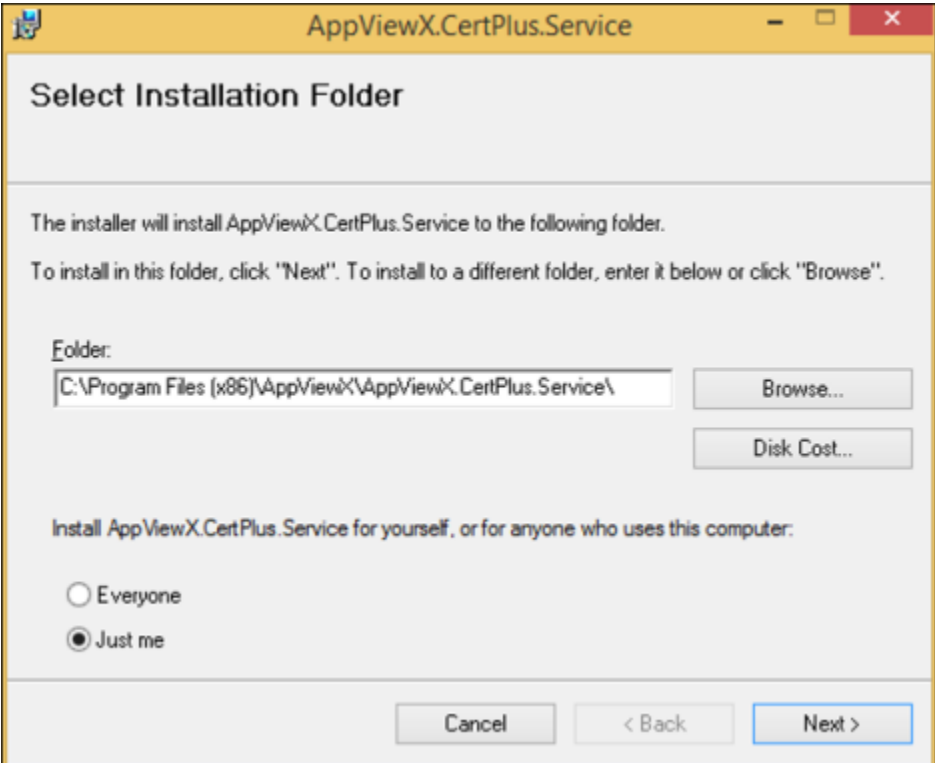 AppViewX.CertPlus.Service
Select Installation Folder
The installer will install AppViewX.CertPlus.Service to the following folder.
To install in this folder, click "Next". To install to a different folder, enter it below or click "Browse".
Folder:
C:\Program Files (x86)\AppViewX\AppViewX.CertPlus.Service\
Browse...
Disk Cost...
Install AppViewX.CertPlus.Service for yourself, or for anyone who uses this computer:
Everyone
Just me
Cancel
< Back
Next >